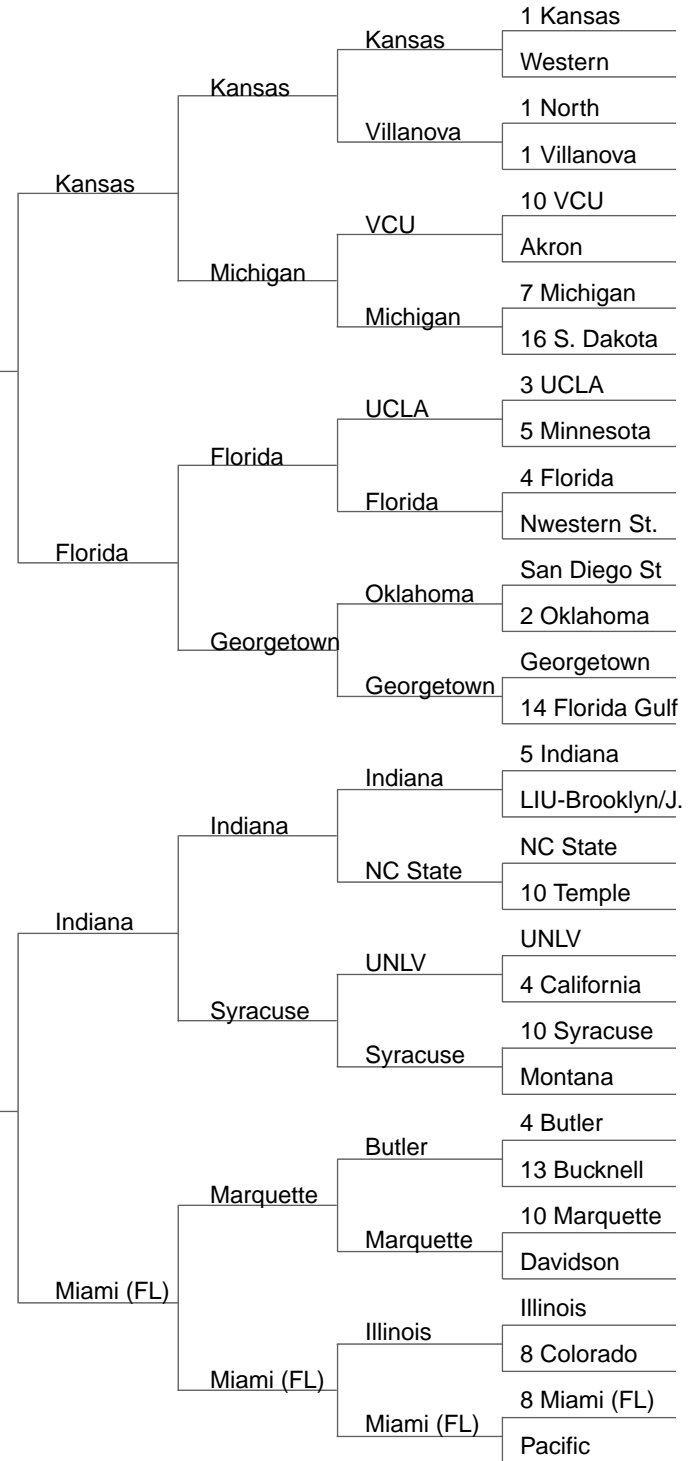 1 Kansas
Kansas
Western
Kansas
1 North
Villanova
1 Villanova
Kansas
10 VCU
VCU
Akron
Michigan
7 Michigan
Michigan
16 S. Dakota
3 UCLA
UCLA
5 Minnesota
Florida
4 Florida
Florida
Nwestern St.
Florida
San Diego St
Oklahoma
2 Oklahoma
Georgetown
Georgetown
Georgetown
14 Florida Gulf
5 Indiana
Indiana
LIU-Brooklyn/J.
Indiana
NC State
NC State
10 Temple
Indiana
UNLV
UNLV
4 California
Syracuse
10 Syracuse
Syracuse
Montana
4 Butler
Butler
13 Bucknell
Marquette
10 Marquette
Marquette
Davidson
Miami (FL)
Illinois
Illinois
8 Colorado
Miami (FL)
8 Miami (FL)
Miami (FL)
Pacific